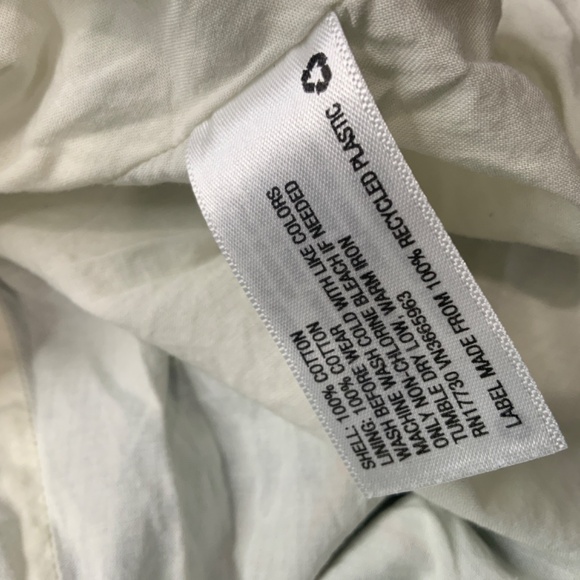 SHELL: 100% COTTON
LINING: 100% COTTON
WASH BEFORE WEAR
MACHINE WASH COLD WITH LIKE COLORS
ONLY NON-CHLORINE BLEACH IF NEEDED
TUMBLE DRY LOW, WARM IRON
RN17730 VN3665963
LABEL MADE FROM 100% RECYCLED PLASTIC